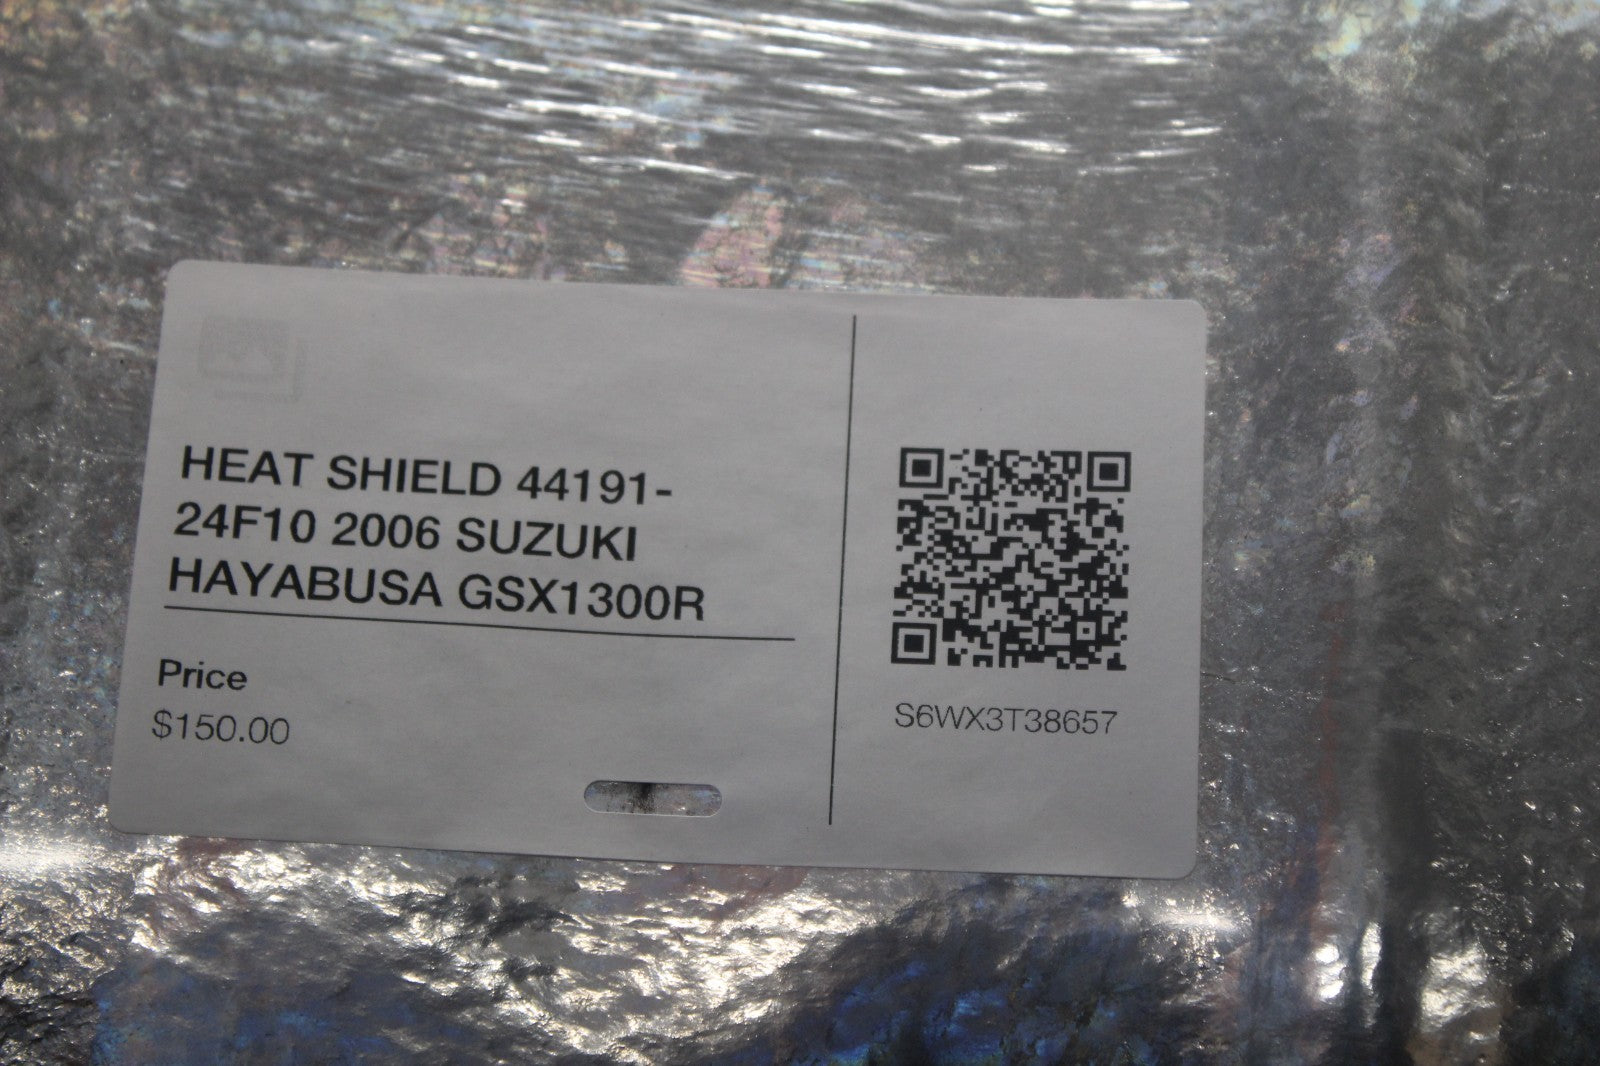 HEAT SHIELD 44191-
24F10 2006 SUZUKI
HAYABUSA GSX1300R
Price
$150.00
S6WX3T38657